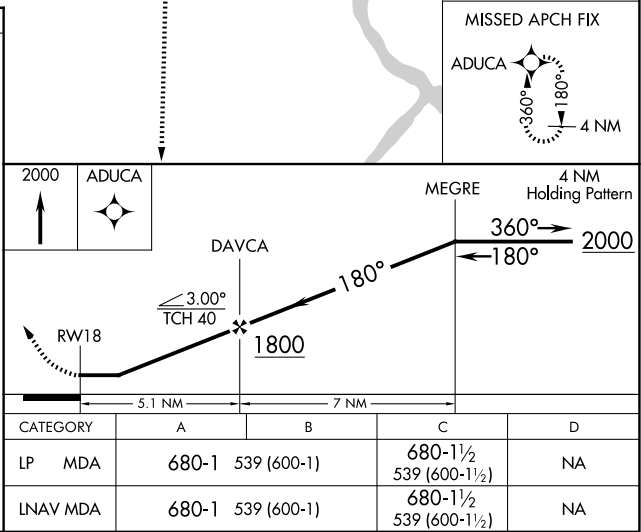 MISSED APCH FIX
ADUCA
360°
180°
4 NM
2000
ADUCA
MEGRE
4 NM
Holding Pattern
360°
2000
180°
DAVCA
180°
3.00°
TCH 40
RW18
1800
5.1 NM
7 NM
CATEGORY A B C D
LP MDA 680-1 539 (600-1) 680-1½ 539 (600-1½) NA
LNAV MDA 680-1 539 (600-1) 680-1½ 539 (600-1½) NA